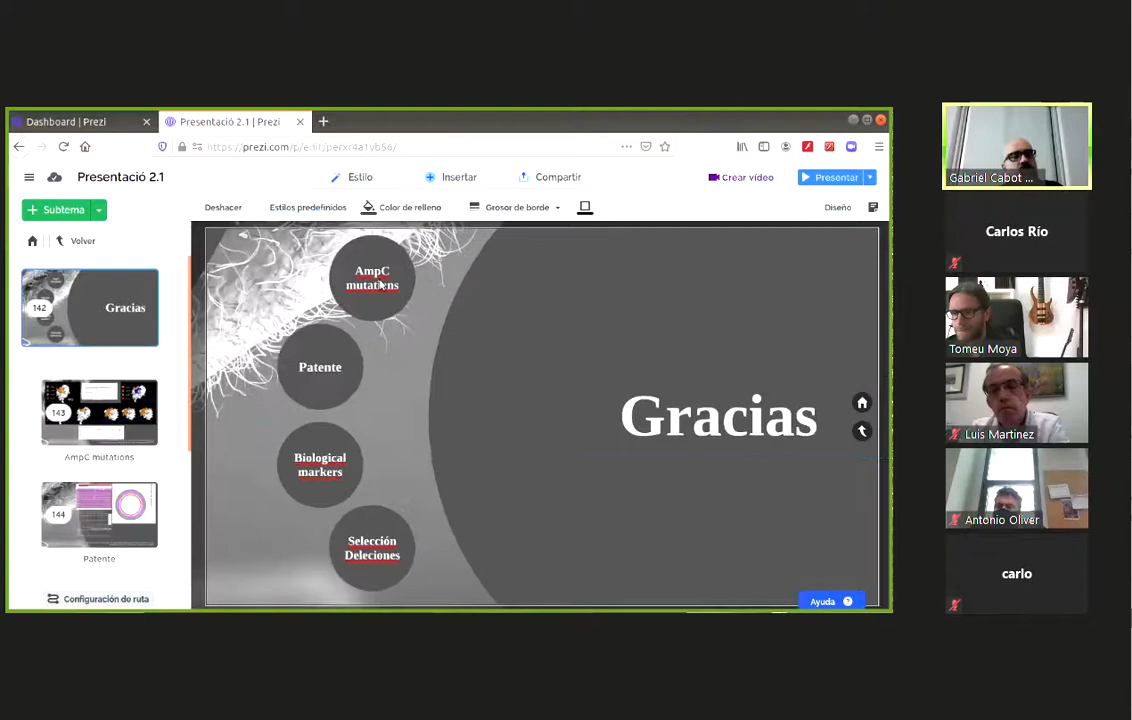 Dashboard | Prezi
Presentació 2.1 | Prezi
https://prezi.com/p/edit/perxr4a1vb56/
Presentació 2.1
Estilo
Insertar
Compartir
Crear vídeo
Presentar
Subtema
Deshacer
Estilos predefinidos
Color de relleno
Grosor de borde
Diseño
Volver
142
Gracias
143
AmpC mutations
144
Patente
Configuración de ruta
AmpC
mutations
Patente
Biological
markers
Selección
Deleciones
Gracias
Ayuda
Gabriel Cabot ...
Carlos Río
Tomeu Moya
Luis Martinez
Antonio Oliver
carlo